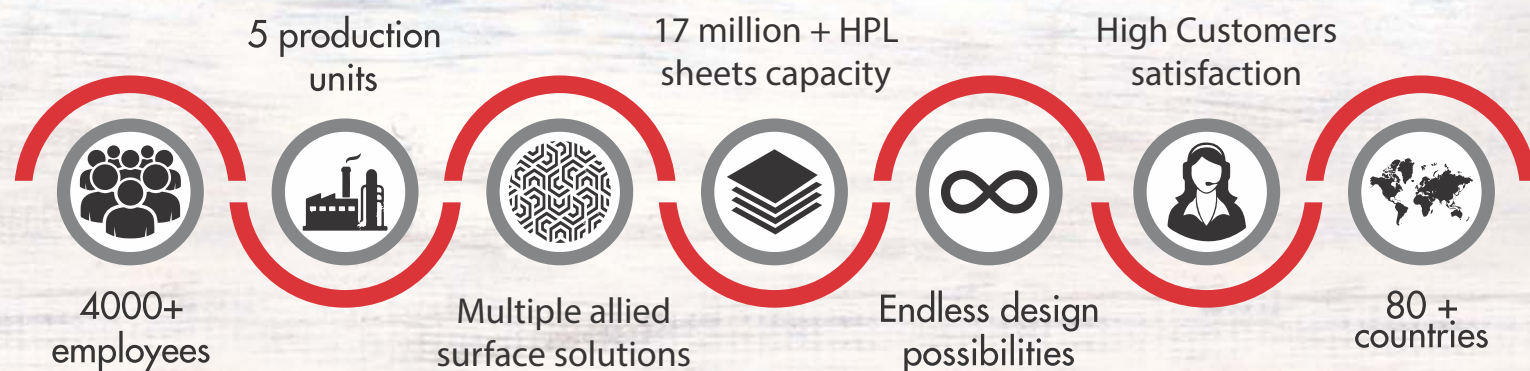 4000+
employees
5 production
units
Multiple allied
surface solutions
17 million + HPL
sheets capacity
Endless design
possibilities
High Customers
satisfaction
80 +
countries